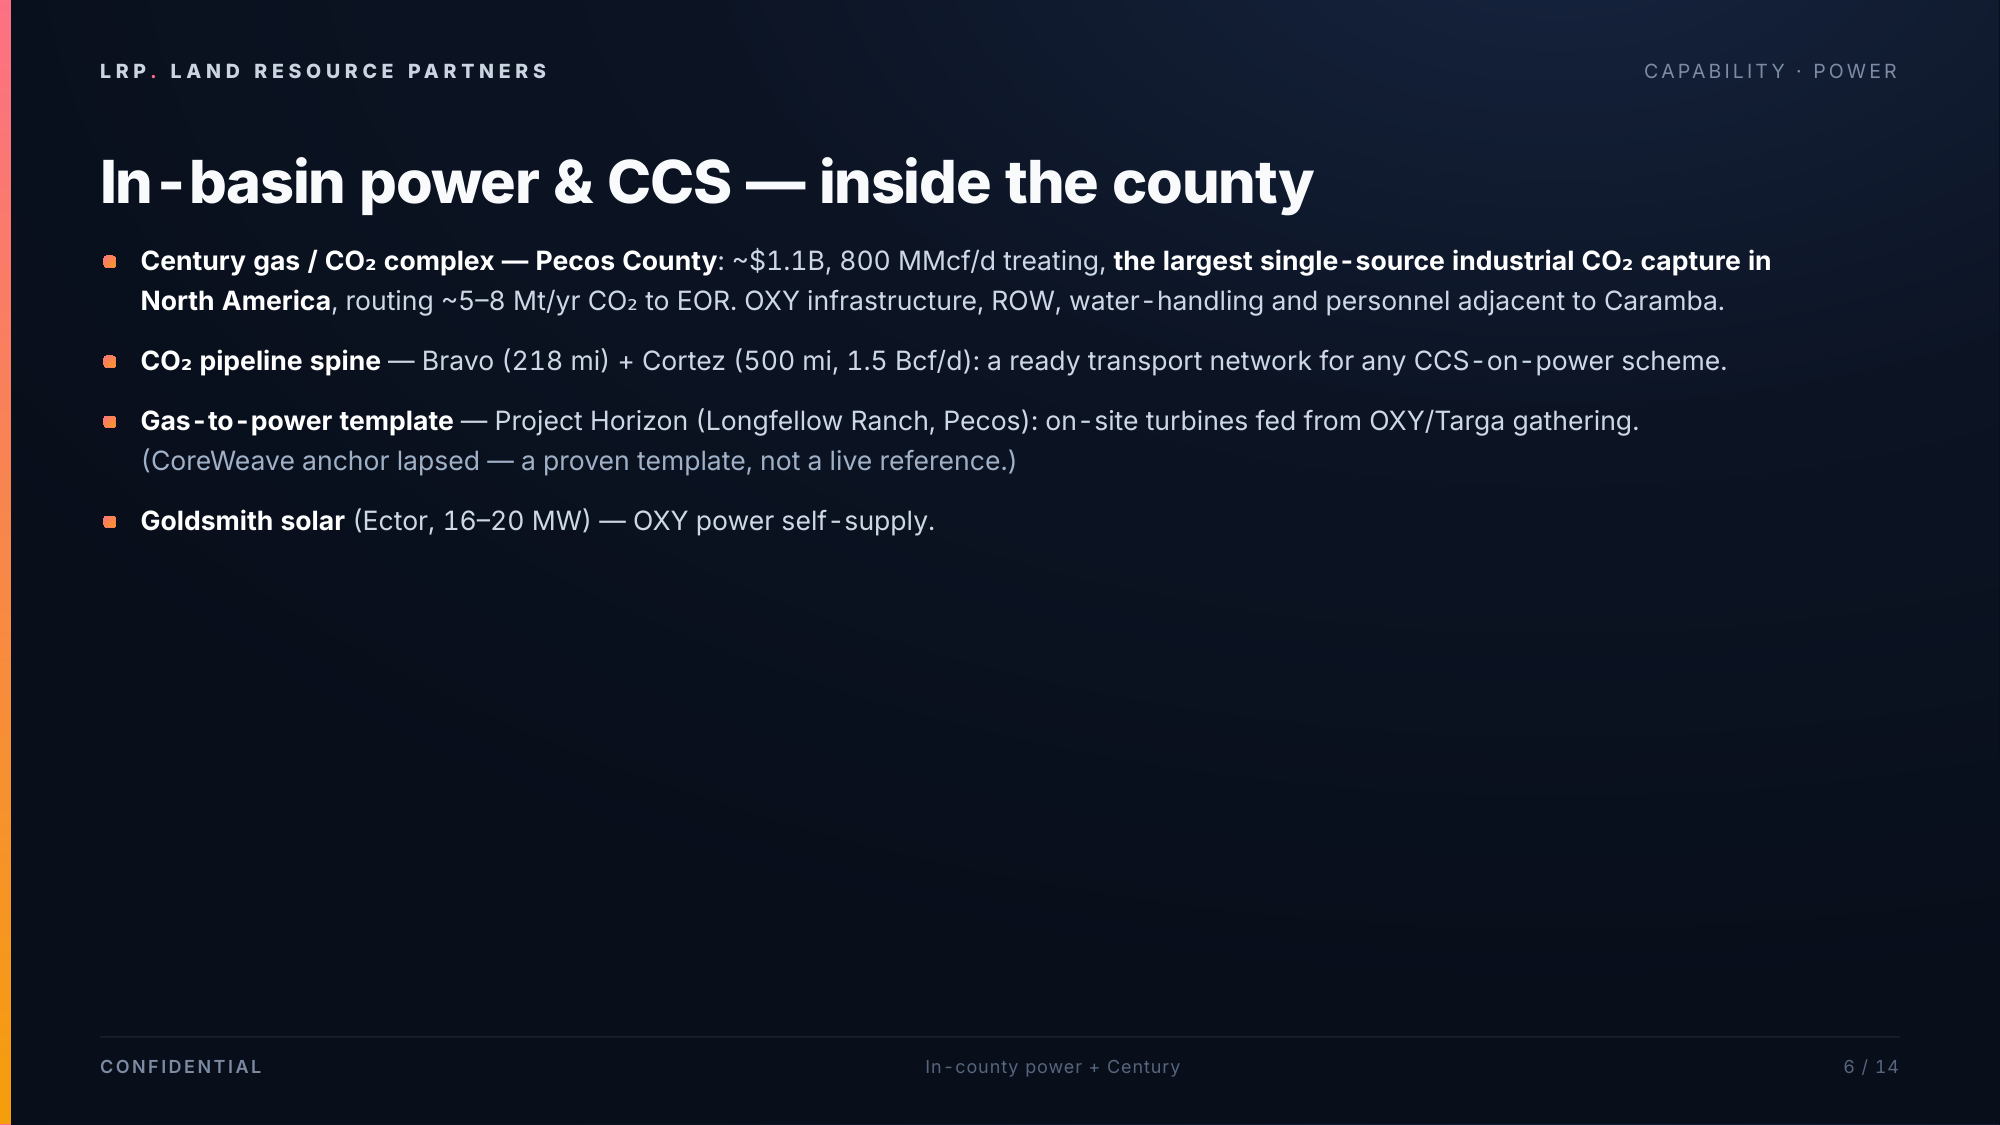 LRP. LAND RESOURCE PARTNERS
CAPABILITY · POWER
In-basin power & CCS — inside the county
Century gas / CO₂ complex — Pecos County: ~$1.1B, 800 MMcf/d treating, the largest single-source industrial CO₂ capture in
North America, routing ~5–8 Mt/yr CO₂ to EOR. OXY infrastructure, ROW, water-handling and personnel adjacent to Caramba.
CO₂ pipeline spine — Bravo (218 mi) + Cortez (500 mi, 1.5 Bcf/d): a ready transport network for any CCS-on-power scheme.
Gas-to-power template — Project Horizon (Longfellow Ranch, Pecos): on-site turbines fed from OXY/Targa gathering.
(CoreWeave anchor lapsed — a proven template, not a live reference.)
Goldsmith solar (Ector, 16–20 MW) — OXY power self-supply.
CONFIDENTIAL
In-county power + Century
6 / 14